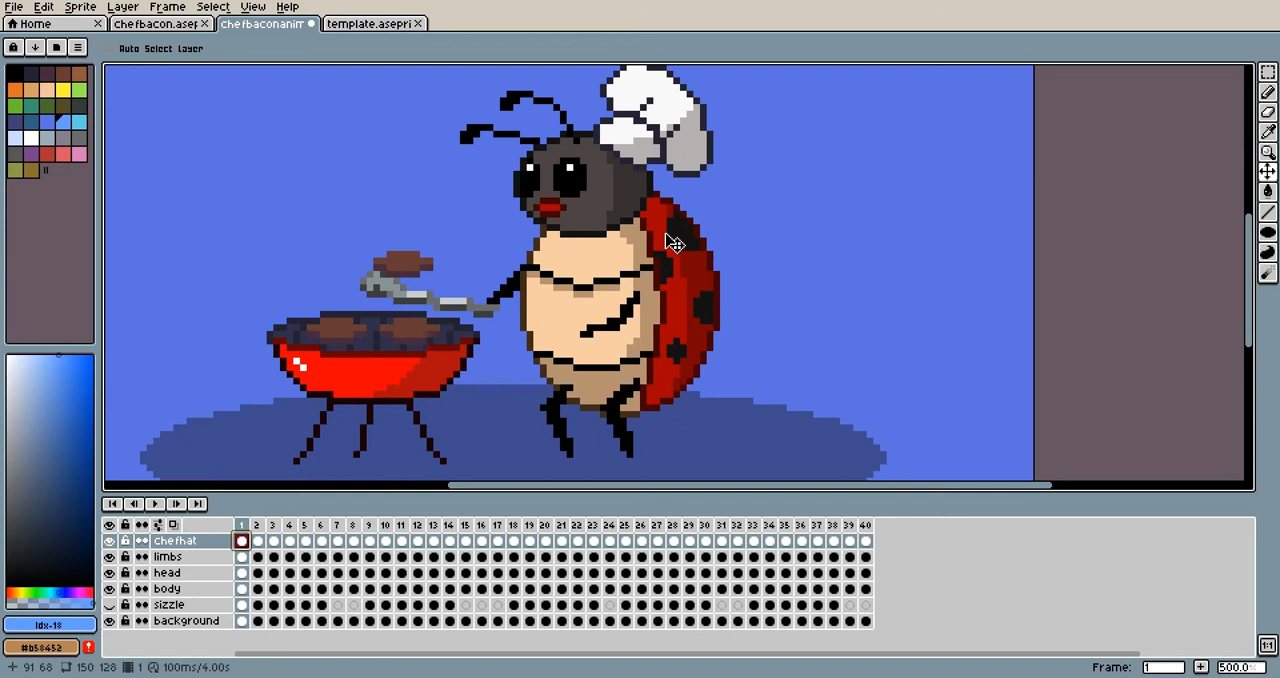 File Edit Sprite Layer Frame Select View Help
Home chefbacon.asep chefbaconanim template.asepri
Auto Select Layer
Idx-18
#b58452
1 2 3 4 5 6 7 8 9 10 11 12 13 14 15 16 17 18 19 20 21 22 23 24 25 26 27 28 29 30 31 32 33 34 35 36 37 38 39 40
chefhat
limbs
head
body
sizzle
background
1:1
91 68 150 128 1 100ms/4.00s Frame: 1 500.0